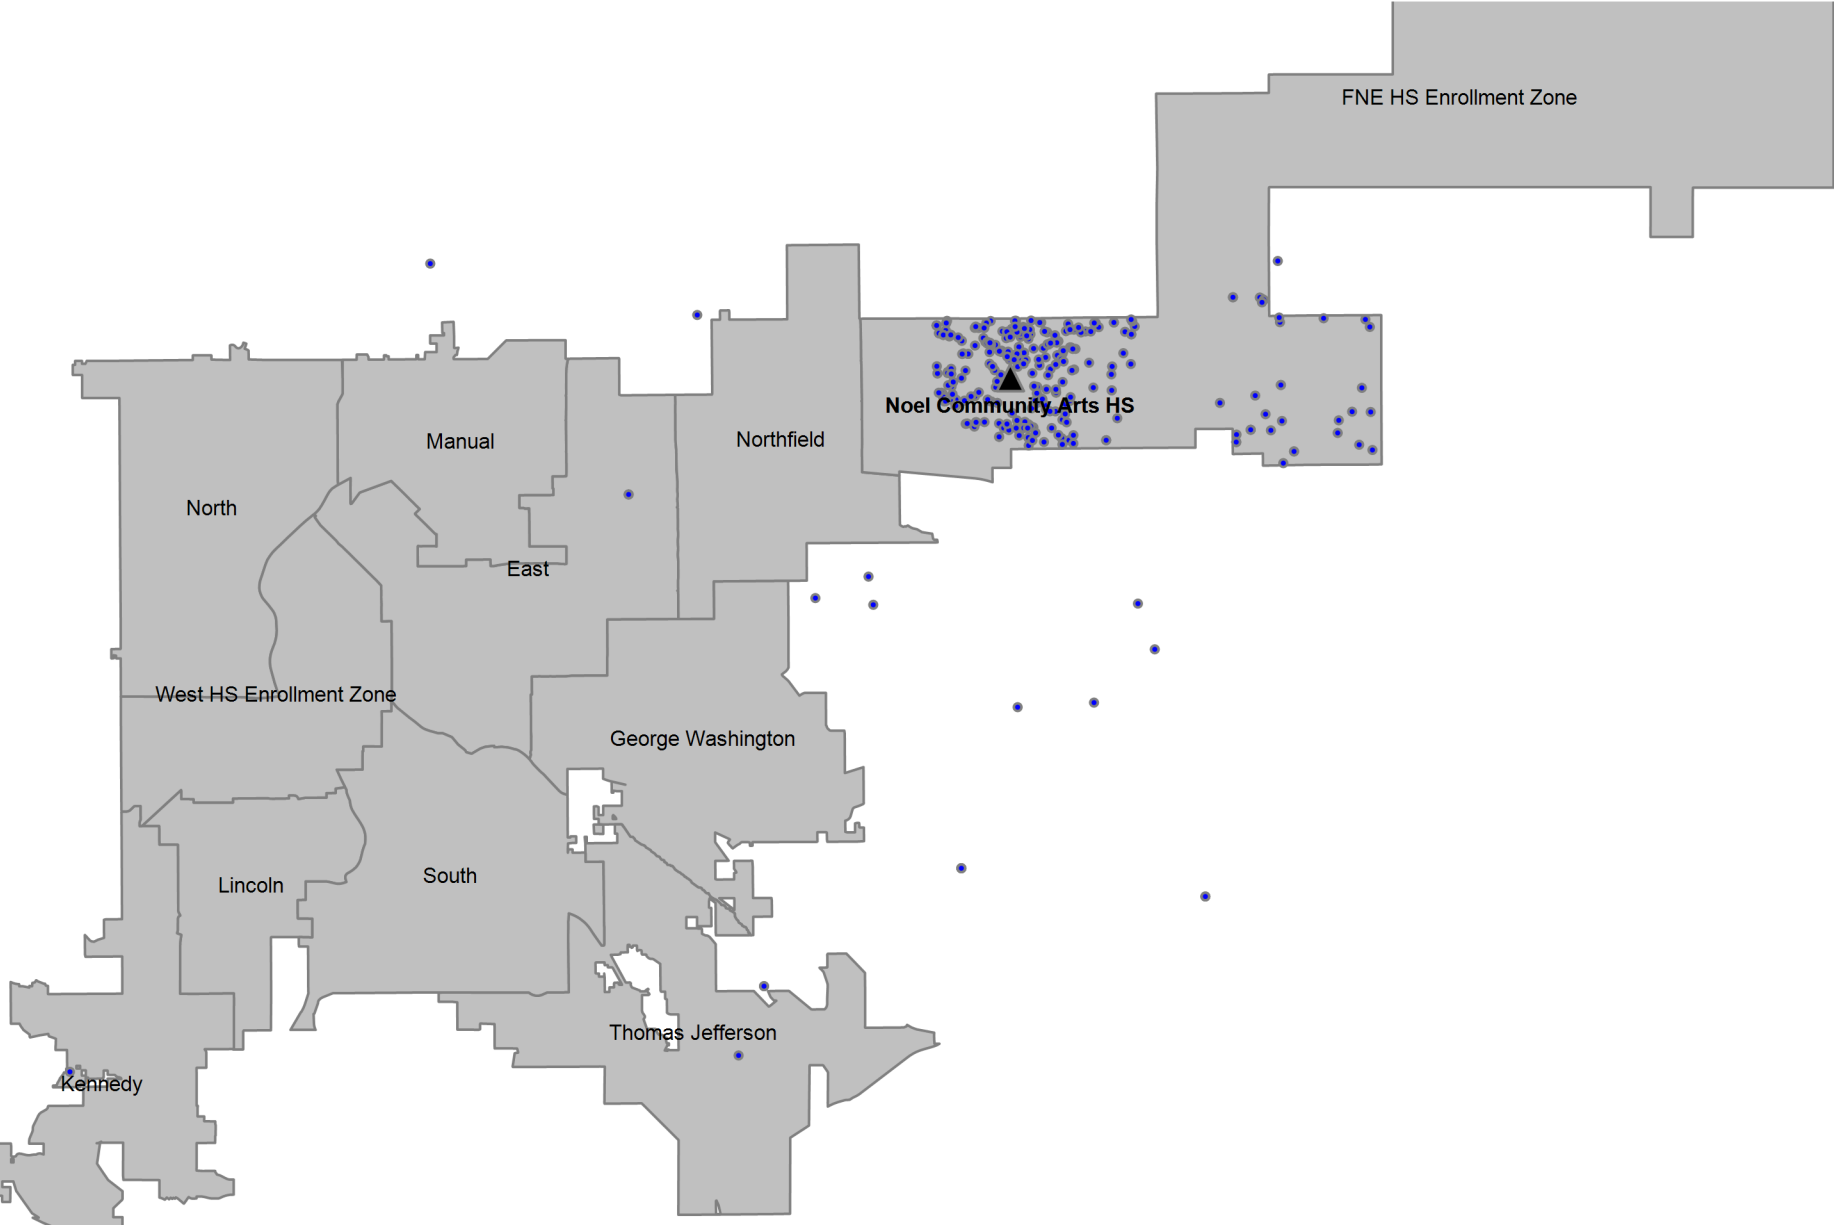 FNE HS Enrollment Zone
Noel Community Arts HS
Northfield
Manual
North
East
West HS Enrollment Zone
George Washington
South
Lincoln
Thomas Jefferson
Kennedy